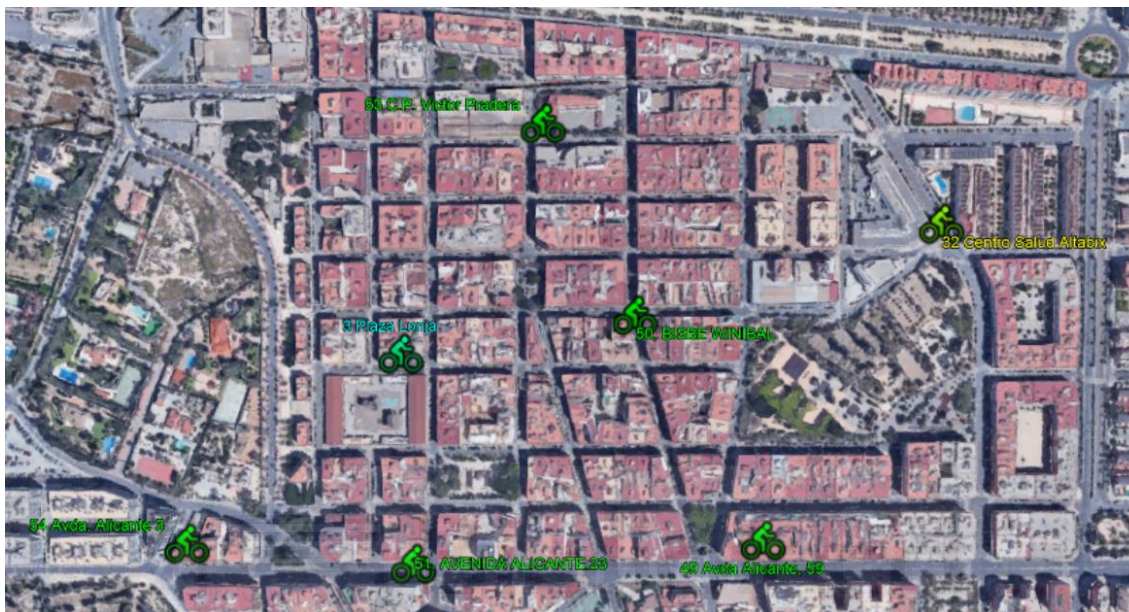 53 C.P. Victor Pradera
32 Centro Salud Altabix
3 Plaza Lonja
50. BISBE WINIBAL
54 Avda. Alicante 3
51. AVENIDA ALICANTE 23
49 Avda Alicante, 59